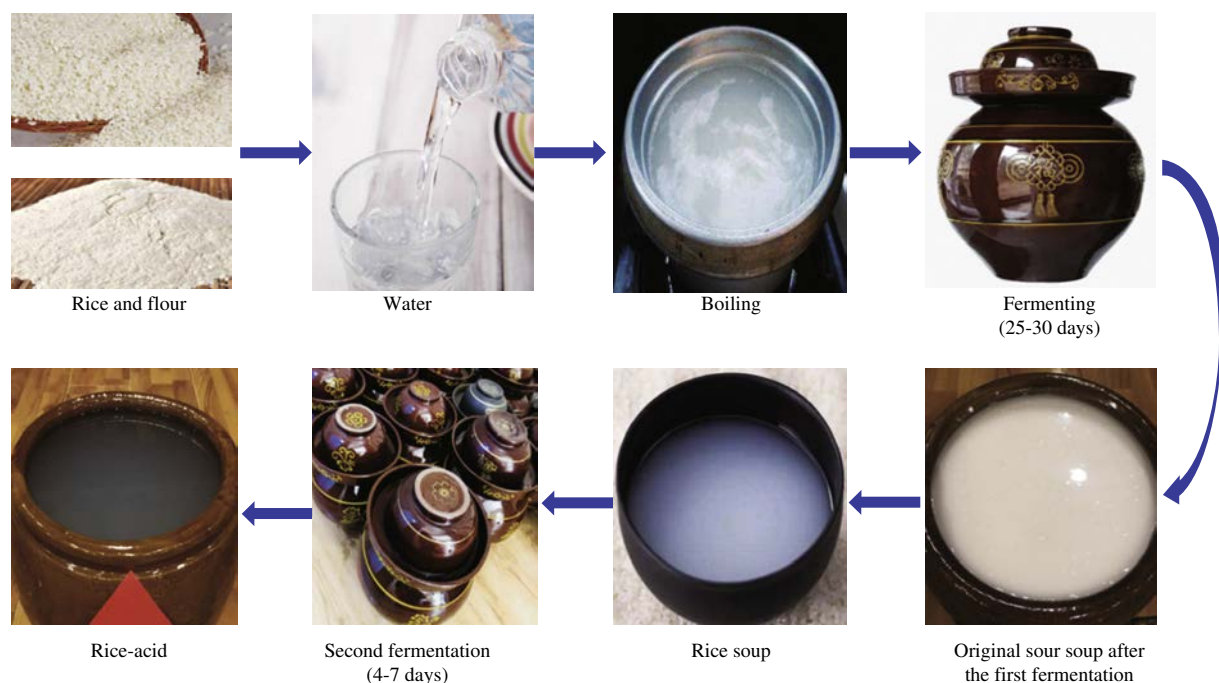 Rice and flour
Water
Boiling
Fermenting
(25-30 days)
Original sour soup after
the first fermentation
Rice soup
Second fermentation
(4-7 days)
Rice-acid